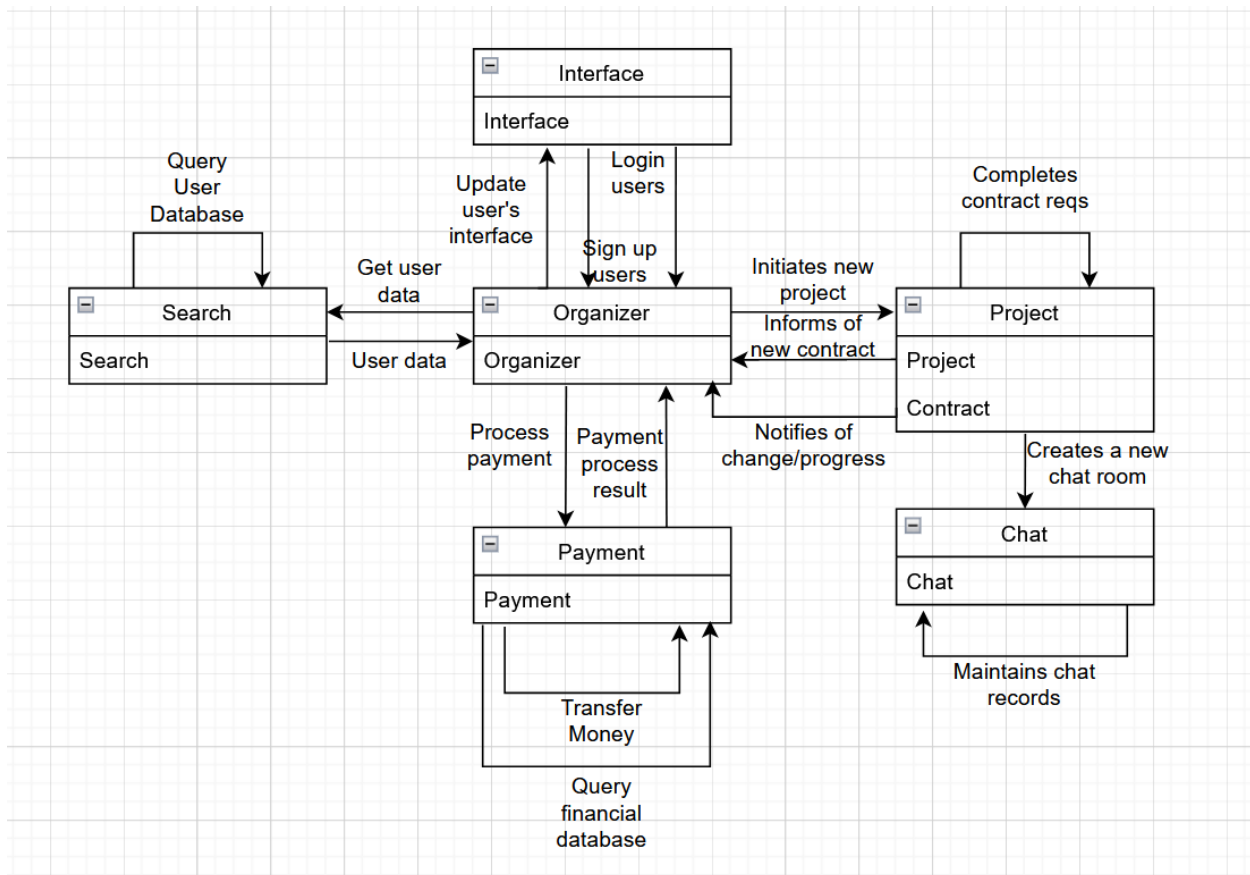 Interface
Interface
Query
User
Database
Update
user's
interface
Login
users
Sign up
users
Completes
contract reqs
Get user
data
Initiates new
project
Search
Search
User data
Organizer
Organizer
Informs of
new contract
Project
Project
Contract
Process
payment
Payment
process
result
Notifies of
change/progress
Creates a new
chat room
Payment
Payment
Chat
Chat
Transfer
Money
Maintains chat
records
Query
financial
database